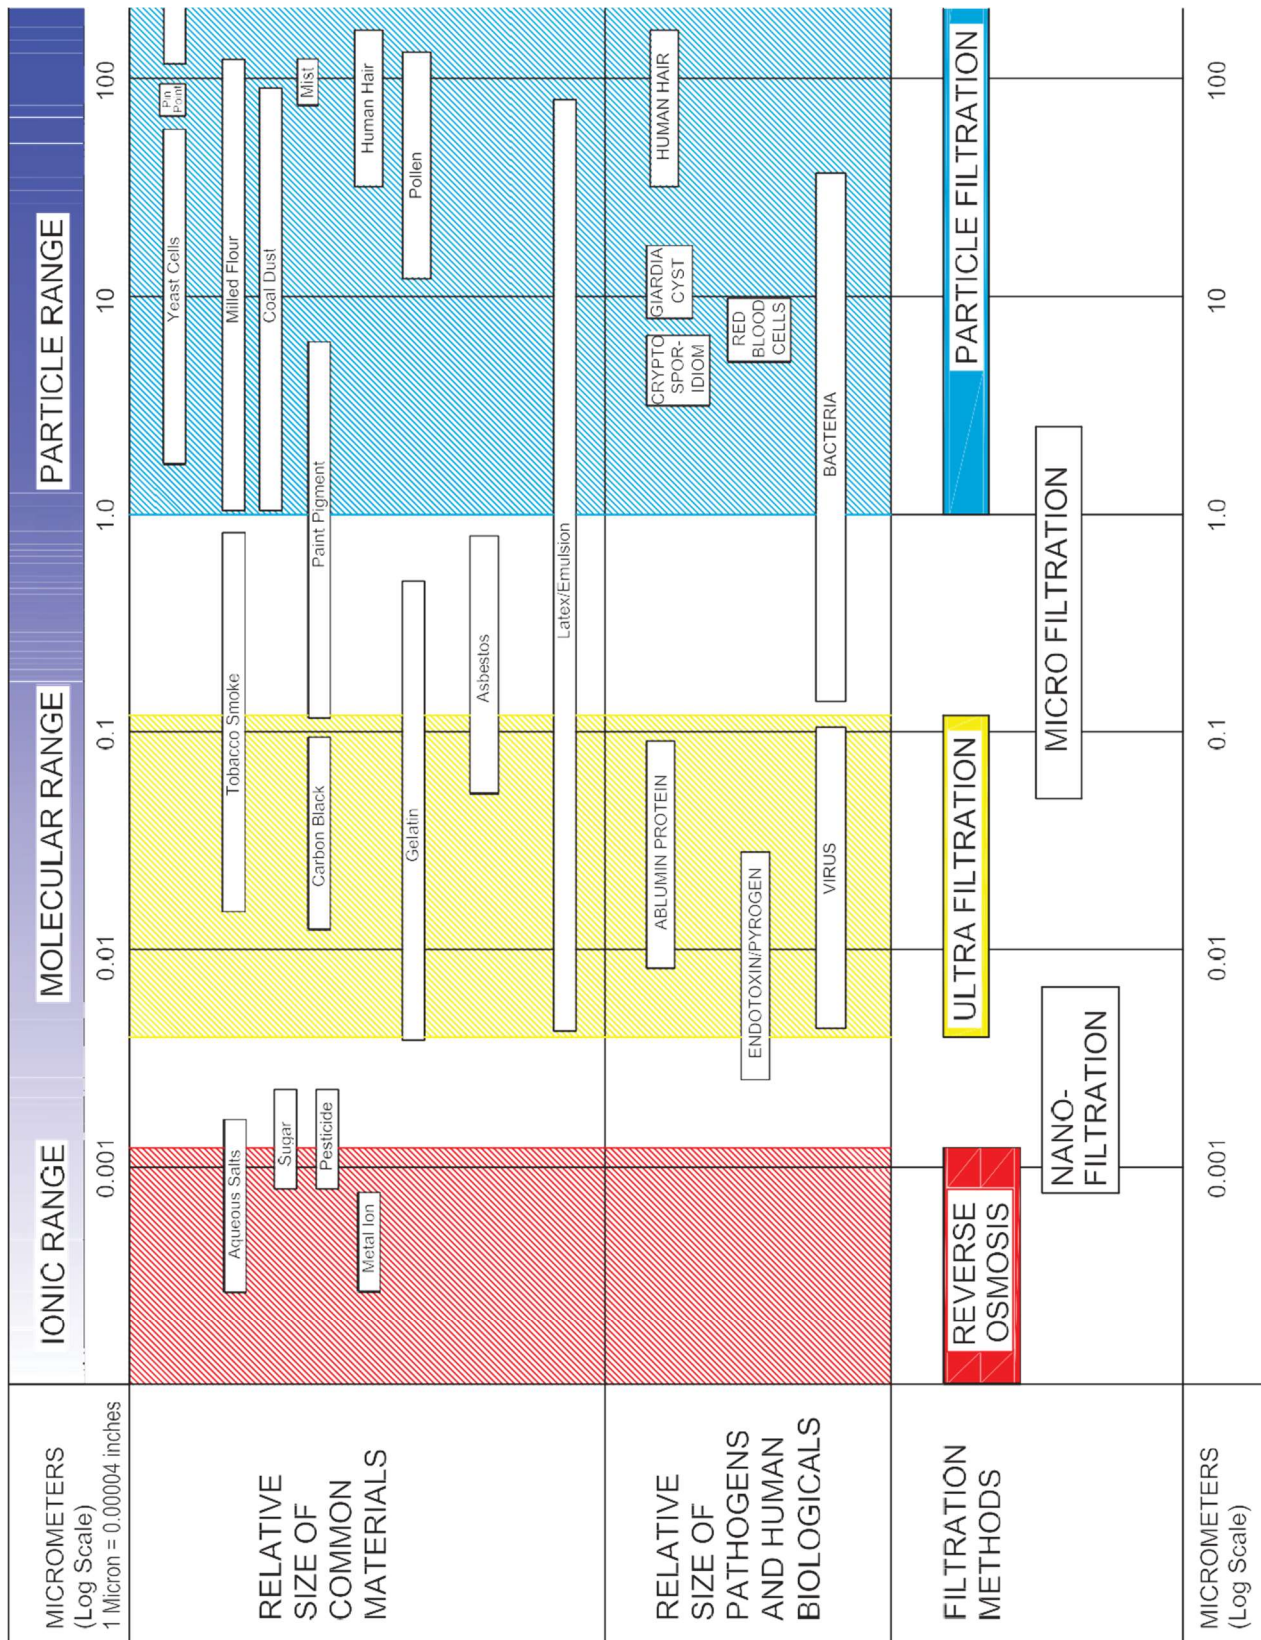 MICROMETERS
(Log Scale)
1 Micron = 0.00004 inches
IONIC RANGE
MOLECULAR RANGE
PARTICLE RANGE
0.001
0.01
0.1
1.0
10
100
RELATIVE
SIZE OF
COMMON
MATERIALS
Yeast Cells
Pin
Point
Aqueous Salts
Tobacco Smoke
Milled Flour
Sugar
Coal Dust
Pesticide
Carbon Black
Paint Pigment
Mist
Metal Ion
Human Hair
Gelatin
Pollen
Asbestos
Latex/Emulsion
RELATIVE
SIZE OF
PATHOGENS
AND HUMAN
BIOLOGICALS
ABLUMIN PROTEIN
CRYPTO
SPOR-
IDIOM
GIARDIA
CYST
HUMAN HAIR
ENDOTOXIN/PYROGEN
RED
BLOOD
CELLS
VIRUS
BACTERIA
FILTRATION
METHODS
REVERSE
OSMOSIS
ULTRA FILTRATION
PARTICLE FILTRATION
NANO-
FILTRATION
MICRO FILTRATION
MICROMETERS
(Log Scale)
0.001
0.01
0.1
1.0
10
100